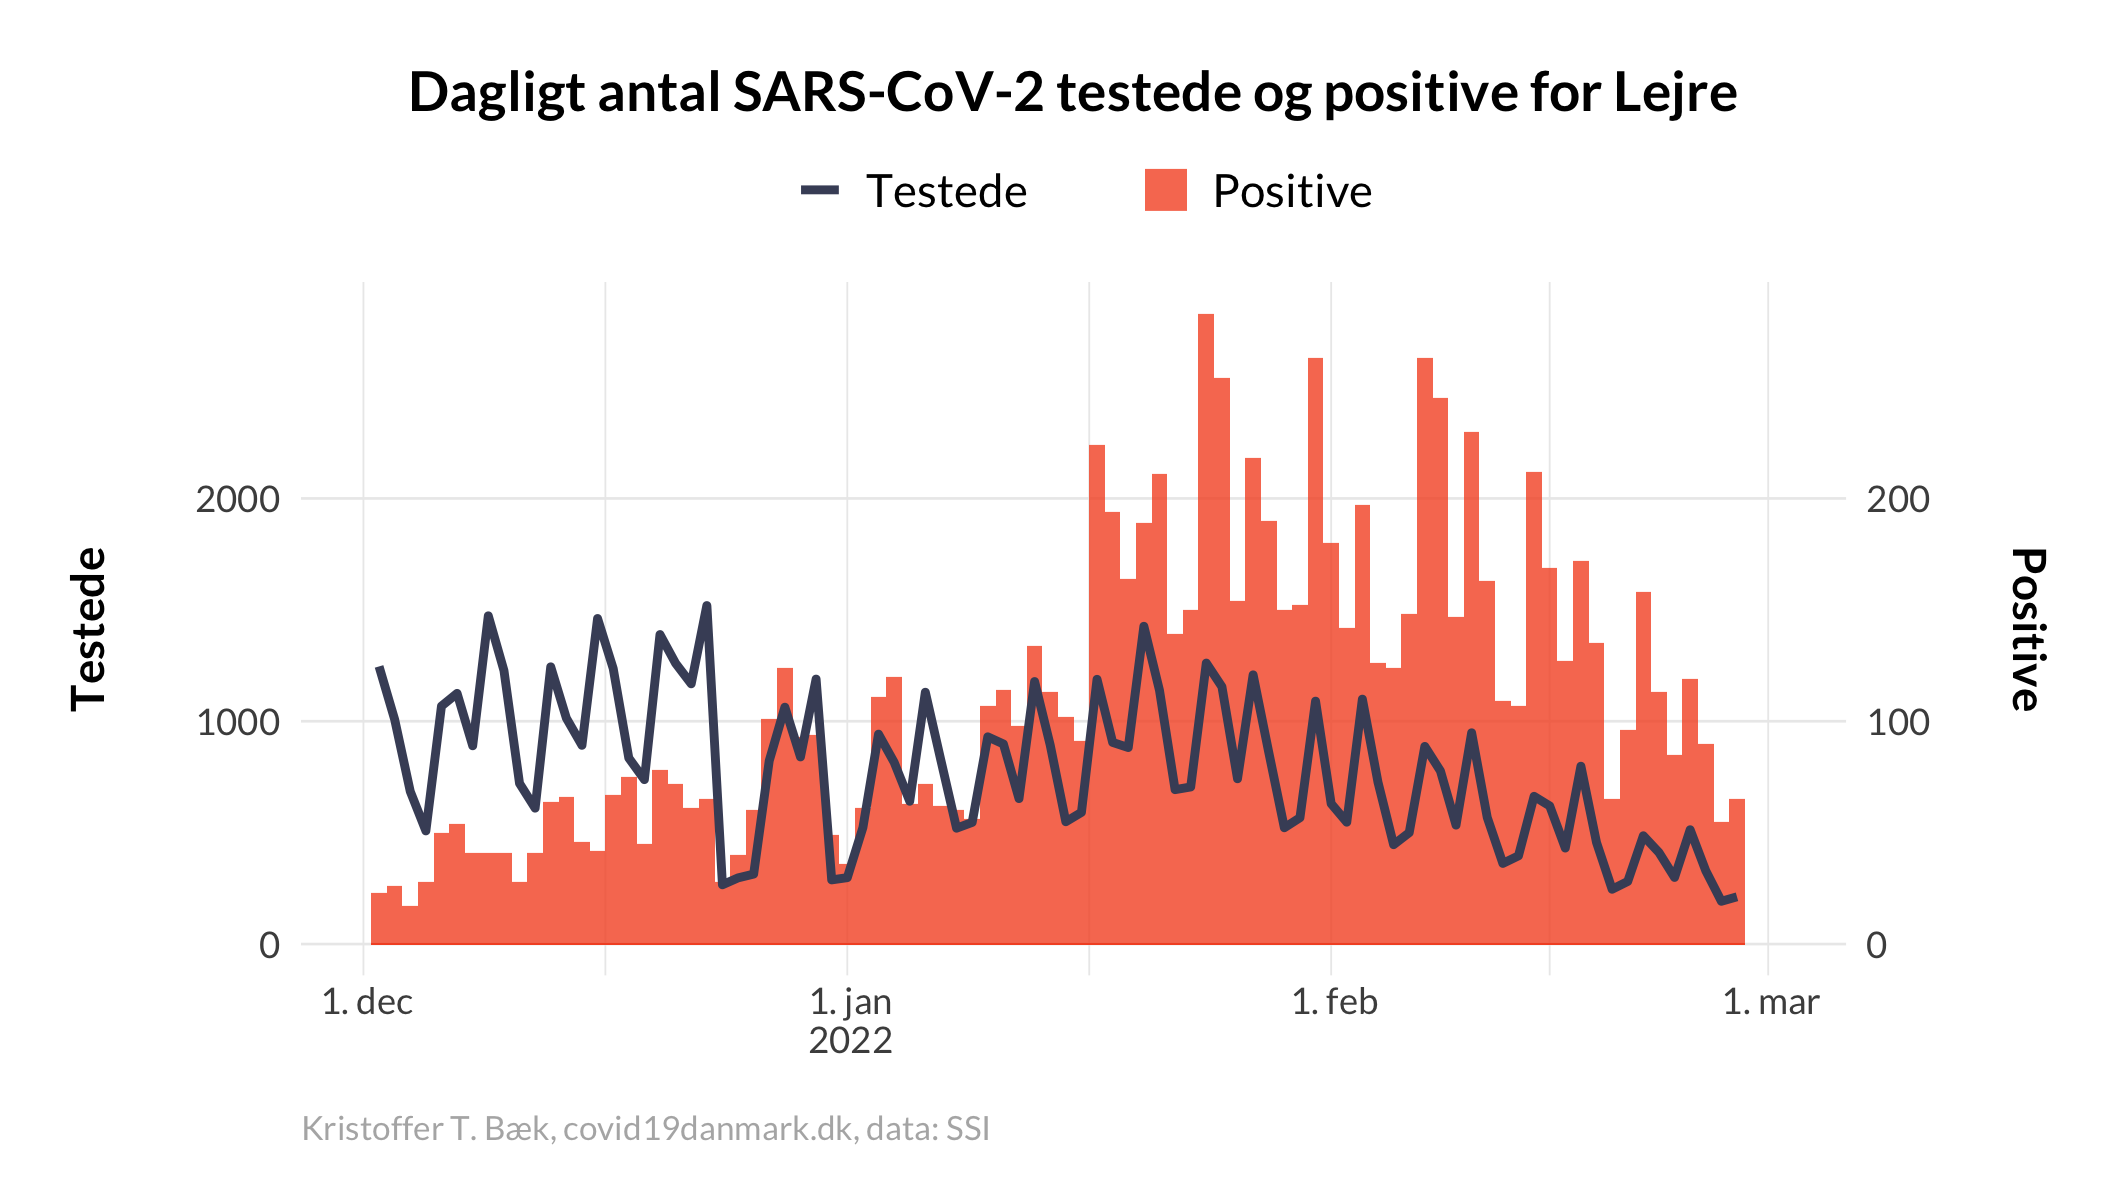 Dagligt antal SARS-CoV-2 testede og positive for Lejre
Testede
Positive
2000
1000
0
Testede
200
100
0
Positive
1. dec
1. jan
2022
1. feb
1. mar
Kristoffer T. Bæk, covid19danmark.dk, data: SSI